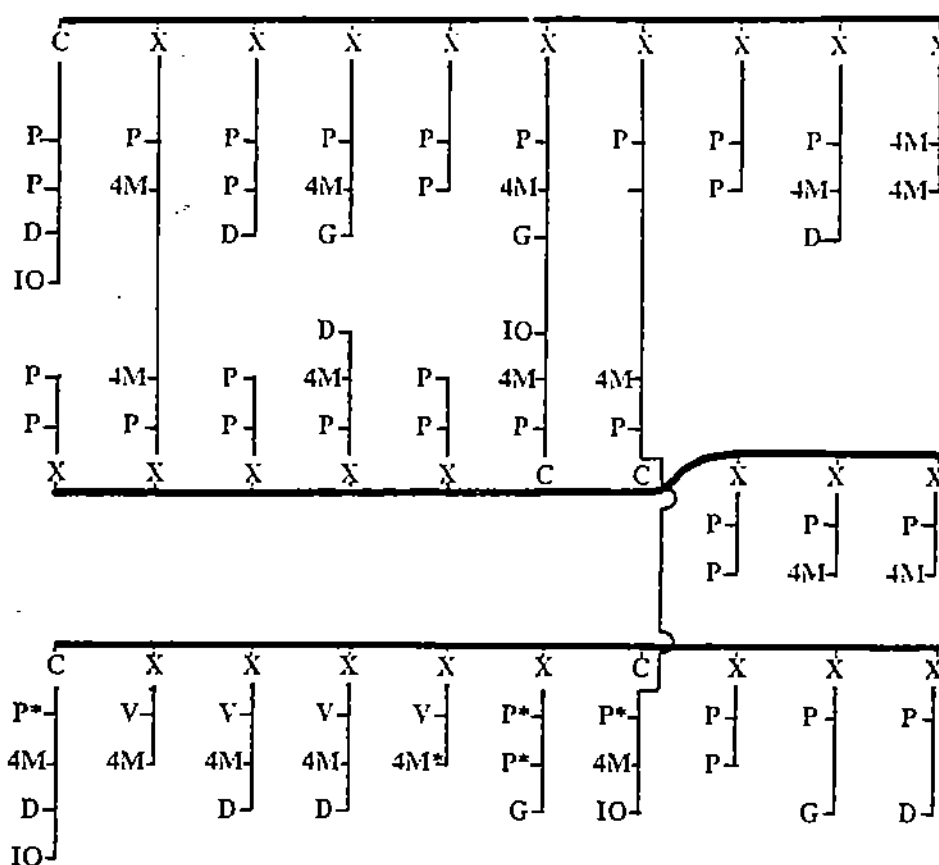 C X X X X X X X X X
P P P P P P P P P 4M
P 4M P 4M P 4M P 4M 4M
D D G G D
IO
D IO
P 4M P 4M P 4M 4M
P P P P P P P
X X X X X C C X X X
P P P
P 4M 4M
C X X X X X C X X X
P* V V V V P* P* P P P
4M 4M 4M 4M 4M* P* 4M P
D D D G IO G D
IO